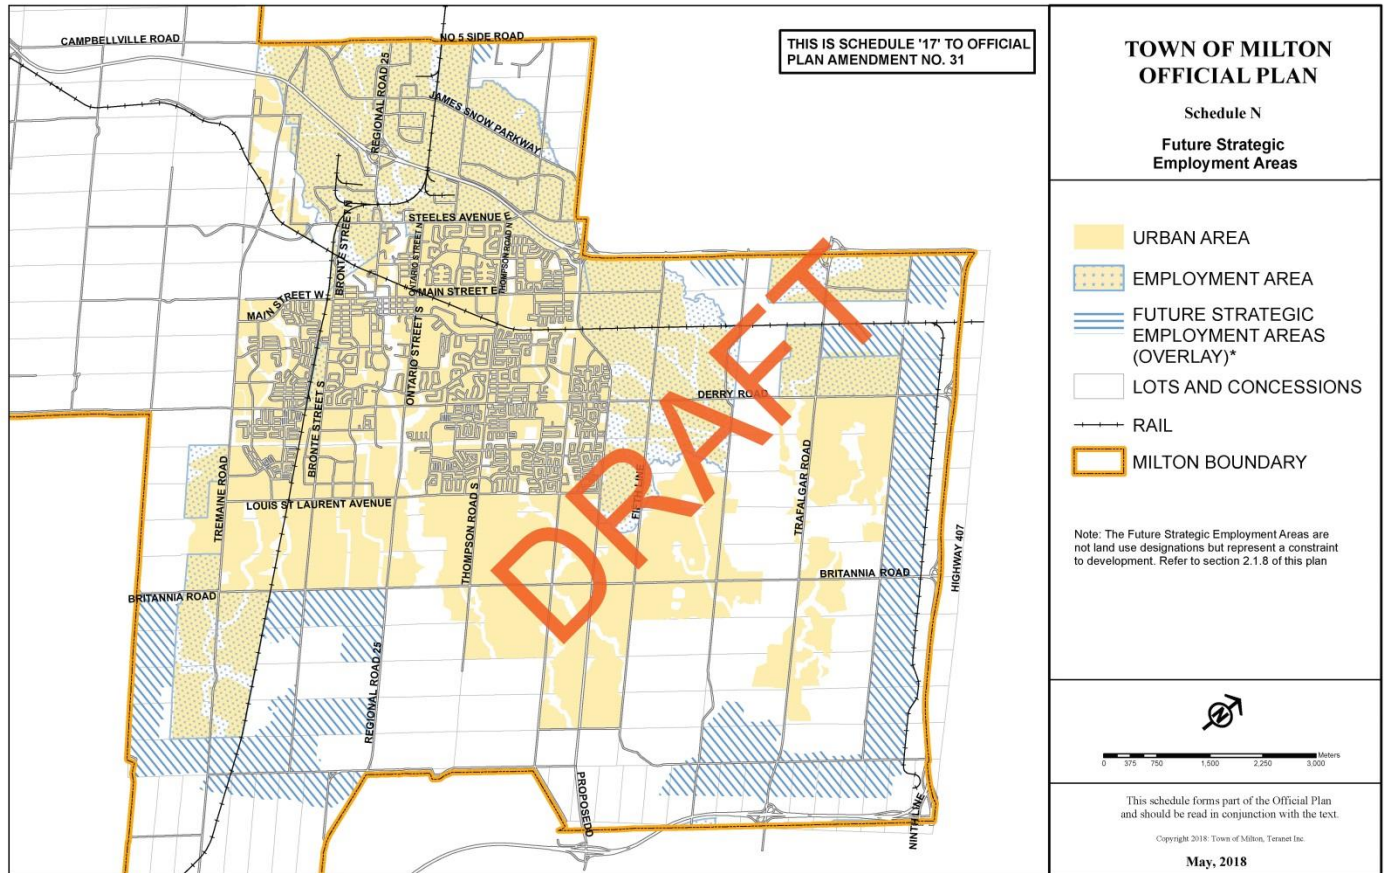 CAMPBELLVILLE ROAD
NO 5 SIDE ROAD
THIS IS SCHEDULE '17' TO OFFICIAL
PLAN AMENDMENT NO. 31
REGIONAL ROAD 25
JAMES SNOW PARKWAY
STEELES AVENUE E
BRONTE STREET N
ONTARIO STREET N
THOMPSON ROAD N
MAIN STREET W
MAIN STREET E
ONTARIO STREET S
BRONTE STREET S
DERRY ROAD
TREMAINE ROAD
LOUIS ST LAURENT AVENUE
THOMPSON ROAD S
FIFTH LINE
TRAFALGAR ROAD
HIGHWAY 407
BRITANNIA ROAD
BRITANNIA ROAD
REGIONAL ROAD 25
PROPOSED
NINTH LINE
DRAFT
TOWN OF MILTON
OFFICIAL PLAN
Schedule N
Future Strategic
Employment Areas
URBAN AREA
EMPLOYMENT AREA
FUTURE STRATEGIC
EMPLOYMENT AREAS
(OVERLAY)*
LOTS AND CONCESSIONS
RAIL
MILTON BOUNDARY
Note: The Future Strategic Employment Areas are
not land use designations but represent a constraint
to development. Refer to section 2.1.8 of this plan
N
Meters
0 375 750 1,500 2,250 3,000
This schedule forms part of the Official Plan
and should be read in conjunction with the text.
Copyright 2018: Town of Milton, Teranet Inc.
May, 2018